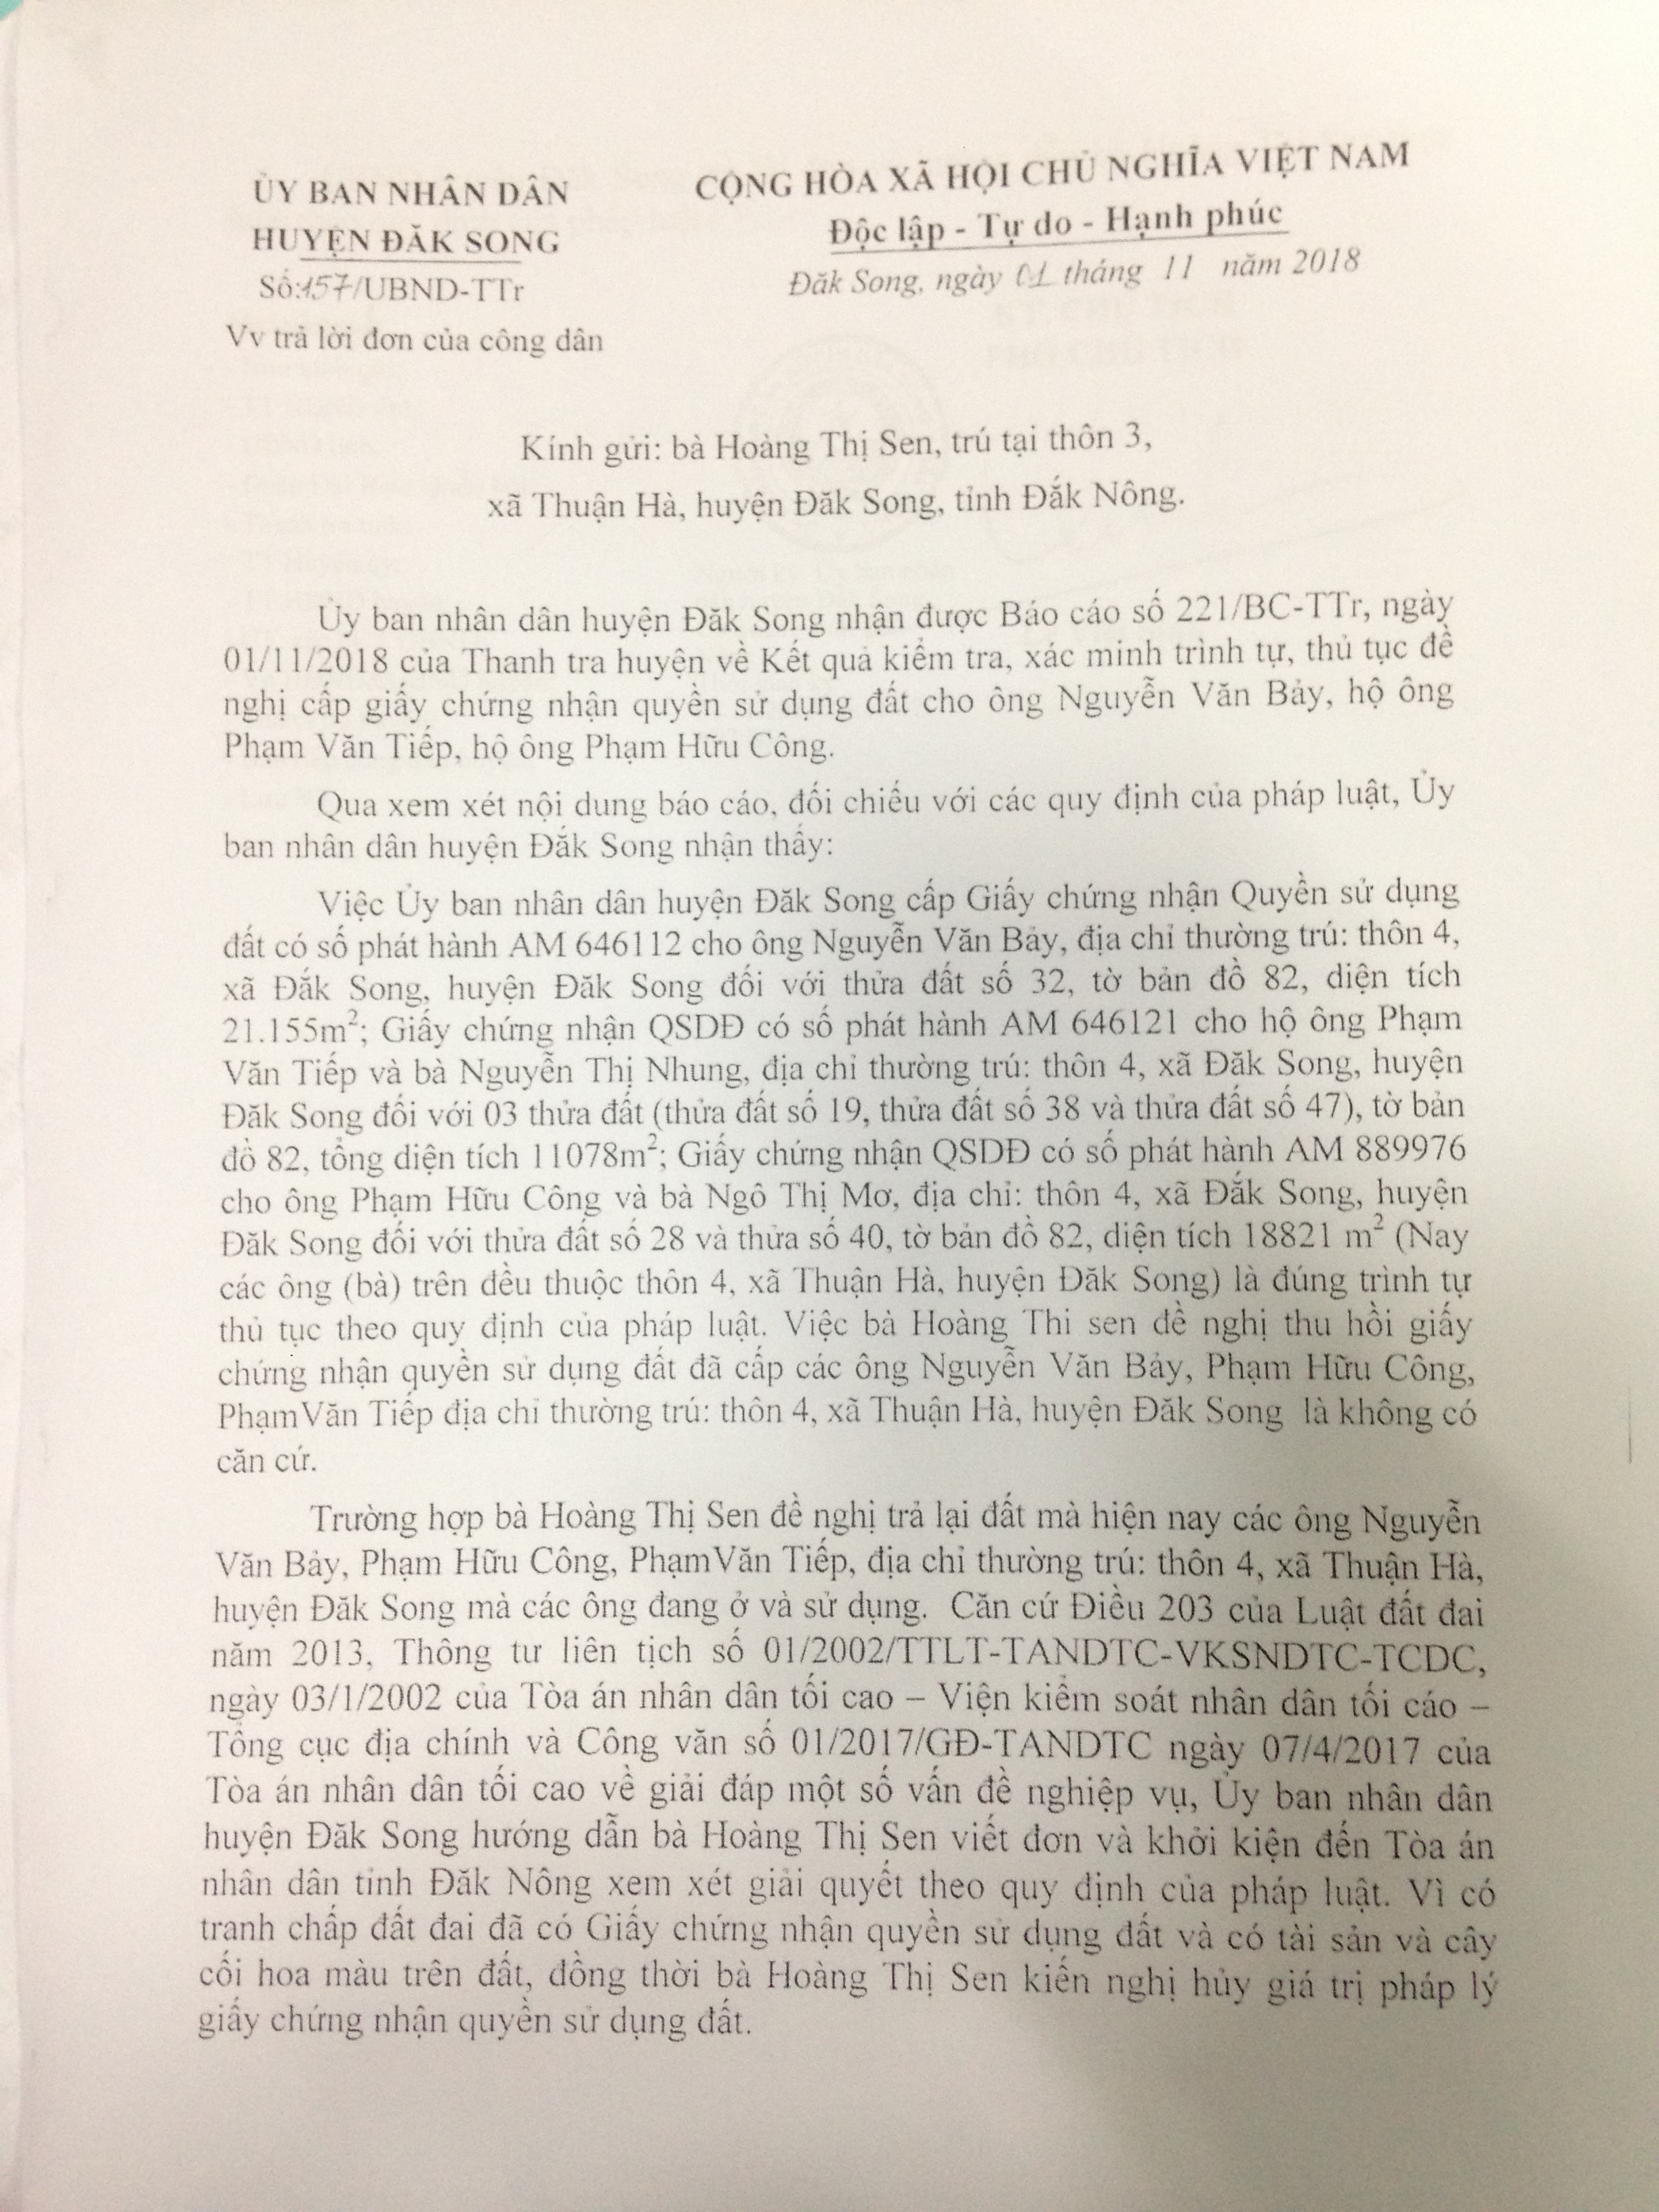 ỦY BAN NHÂN DÂN
HUYỆN ĐĂK SONG
Số:157/UBND-TTr
Vv trả lời đơn của công dân
CỘNG HÒA XÃ HỘI CHỦ NGHĨA VIỆT NAM
Độc lập - Tự do - Hạnh phúc
Đăk Song, ngày 01 tháng 11 năm 2018
Kính gửi: bà Hoàng Thị Sen, trú tại thôn 3,
xã Thuận Hà, huyện Đăk Song, tỉnh Đắk Nông.
Ủy ban nhân dân huyện Đăk Song nhận được Báo cáo số 221/BC-TTr, ngày
01/11/2018 của Thanh tra huyện về Kết quả kiểm tra, xác minh trình tự, thủ tục đề
nghị cấp giấy chứng nhận quyền sử dụng đất cho ông Nguyễn Văn Bảy, hộ ông
Phạm Văn Tiếp, hộ ông Phạm Hữu Công.
Qua xem xét nội dung báo cáo, đối chiếu với các quy định của pháp luật, Ủy
ban nhân dân huyện Đắk Song nhận thấy:
Việc Ủy ban nhân dân huyện Đăk Song cấp Giấy chứng nhận Quyền sử dụng
đất có số phát hành AM 646112 cho ông Nguyễn Văn Bảy, địa chỉ thường trú: thôn 4,
xã Đắk Song, huyện Đăk Song đối với thửa đất số 32, tờ bản đồ 82, diện tích
21.155m²; Giấy chứng nhận QSDĐ có số phát hành AM 646121 cho hộ ông Phạm
Văn Tiếp và bà Nguyễn Thị Nhung, địa chỉ thường trú: thôn 4, xã Đăk Song, huyện
Đăk Song đối với 03 thửa đất (thửa đất số 19, thửa đất số 38 và thửa đất số 47), tờ bản
đồ 82, tổng diện tích 11078m²; Giấy chứng nhận QSDĐ có số phát hành AM 889976
cho ông Phạm Hữu Công và bà Ngô Thị Mơ, địa chỉ: thôn 4, xã Đắk Song, huyện
Đăk Song đối với thửa đất số 28 và thửa số 40, tờ bản đồ 82, diện tích 18821 m² (Nay
các ông (bà) trên đều thuộc thôn 4, xã Thuận Hà, huyện Đăk Song) là đúng trình tự
thủ tục theo quy định của pháp luật. Việc bà Hoàng Thi sen đề nghị thu hồi giấy
chứng nhận quyền sử dụng đất đã cấp các ông Nguyễn Văn Bảy, Phạm Hữu Công,
PhạmVăn Tiếp địa chỉ thường trú: thôn 4, xã Thuận Hà, huyện Đăk Song là không có
căn cứ.
Trường hợp bà Hoàng Thị Sen đề nghị trả lại đất mà hiện nay các ông Nguyễn
Văn Bảy, Phạm Hữu Công, PhạmVăn Tiếp, địa chỉ thường trú: thôn 4, xã Thuận Hà,
huyện Đăk Song mà các ông đang ở và sử dụng. Căn cứ Điều 203 của Luật đất đai
năm 2013, Thông tư liên tịch số 01/2002/TTLT-TANDTC-VKSNDTC-TCDC,
ngày 03/1/2002 của Tòa án nhân dân tối cao – Viện kiểm soát nhân dân tối cáo –
Tổng cục địa chính và Công văn số 01/2017/GĐ-TANDTC ngày 07/4/2017 của
Tòa án nhân dân tối cao về giải đáp một số vấn đề nghiệp vụ, Ủy ban nhân dân
huyện Đăk Song hướng dẫn bà Hoàng Thị Sen viết đơn và khởi kiện đến Tòa án
nhân dân tỉnh Đăk Nông xem xét giải quyết theo quy định của pháp luật. Vì có
tranh chấp đất đai đã có Giấy chứng nhận quyền sử dụng đất và có tài sản và cây
cối hoa màu trên đất, đồng thời bà Hoàng Thị Sen kiến nghị hủy giá trị pháp lý
giấy chứng nhận quyền sử dụng đất.